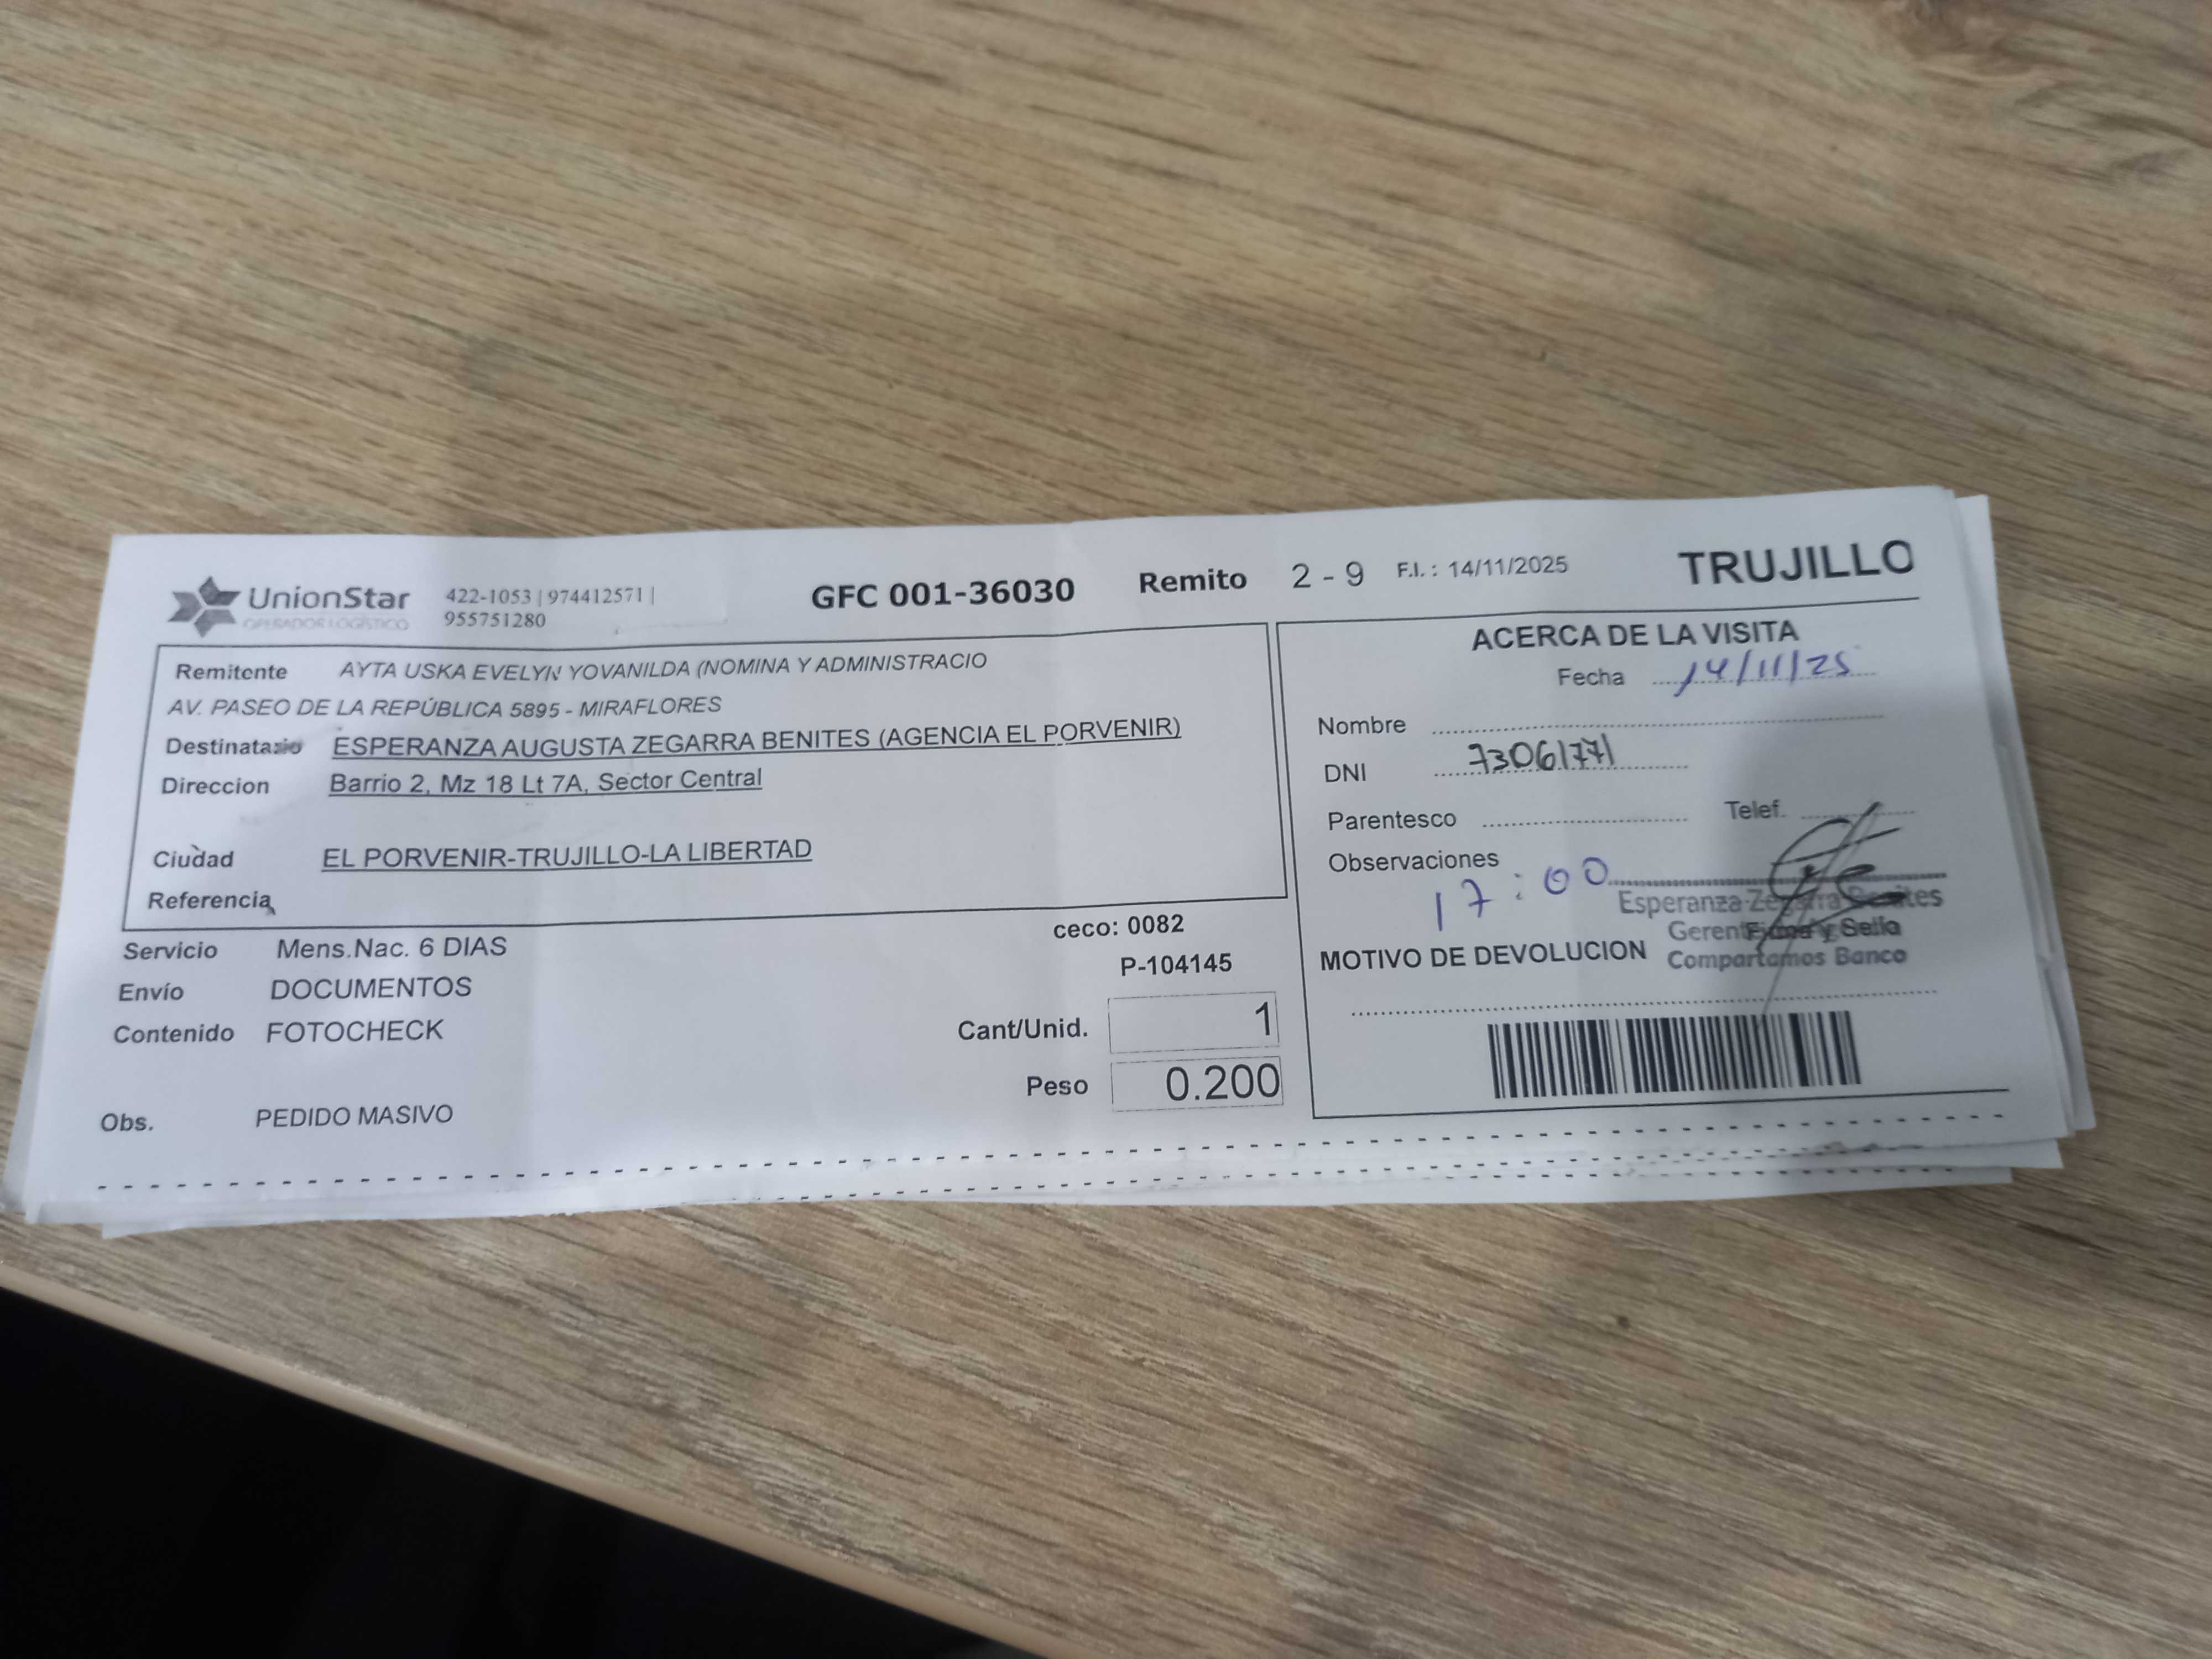 UnionStar
OPERADOR LOGÍSTICO
422-1053 | 974412571 |
955751280
GFC 001-36030
Remito 2 - 9 F.I. : 14/11/2025
TRUJILLO
Remitente AYTA USKA EVELYN YOVANILDA (NOMINA Y ADMINISTRACIO
AV. PASEO DE LA REPÚBLICA 5895 - MIRAFLORES
Destinatario ESPERANZA AUGUSTA ZEGARRA BENITES (AGENCIA EL PORVENIR)
Direccion Barrio 2, Mz 18 Lt 7A, Sector Central
Ciudad EL PORVENIR-TRUJILLO-LA LIBERTAD
Referencia
Servicio Mens.Nac. 6 DIAS
Envío DOCUMENTOS
Contenido FOTOCHECK
Obs. PEDIDO MASIVO
ceco: 0082
P-104145
Cant/Unid. 1
Peso 0.200
ACERCA DE LA VISITA
Fecha 14/11/25
Nombre
DNI 73061771
Parentesco Telef.
Observaciones
17:00
Esperanza Zegarra Benites
Firma y Sello
Compartamos Banco
MOTIVO DE DEVOLUCION